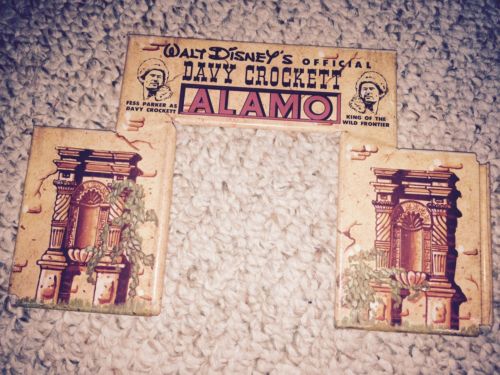 WALT DISNEY'S OFFICIAL
DAVY CROCKETT
ALAMO
FESS PARKER AS
DAVY CROCKETT
KING OF THE
WILD FRONTIER